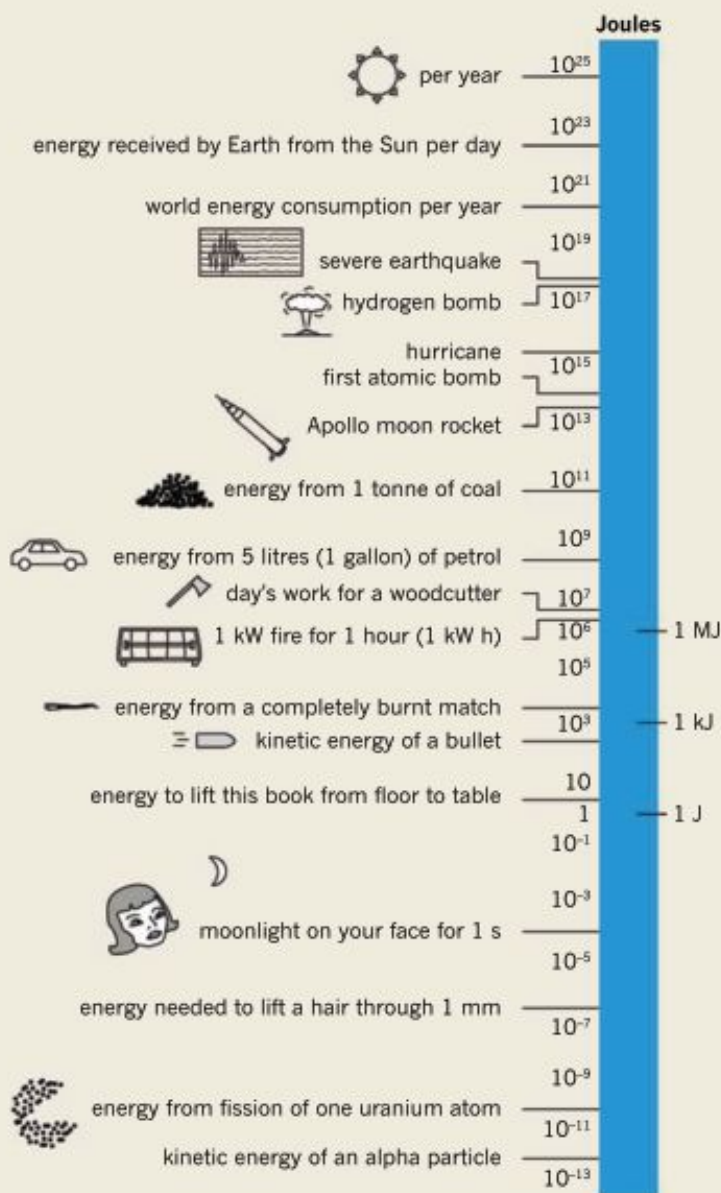 Joules
per year 10²⁵
energy received by Earth from the Sun per day 10²³
world energy consumption per year 10²¹
10¹⁹
severe earthquake
hydrogen bomb 10¹⁷
hurricane
10¹⁵
first atomic bomb
Apollo moon rocket 10¹³
energy from 1 tonne of coal 10¹¹
10⁹
energy from 5 litres (1 gallon) of petrol
day's work for a woodcutter 10⁷
1 kW fire for 1 hour (1 kW h) 10⁶ 1 MJ
10⁵
energy from a completely burnt match
10³ 1 kJ
kinetic energy of a bullet
10
energy to lift this book from floor to table
1 1 J
10⁻¹
10⁻³
moonlight on your face for 1 s
10⁻⁵
energy needed to lift a hair through 1 mm
10⁻⁷
10⁻⁹
energy from fission of one uranium atom
10⁻¹¹
kinetic energy of an alpha particle
10⁻¹³